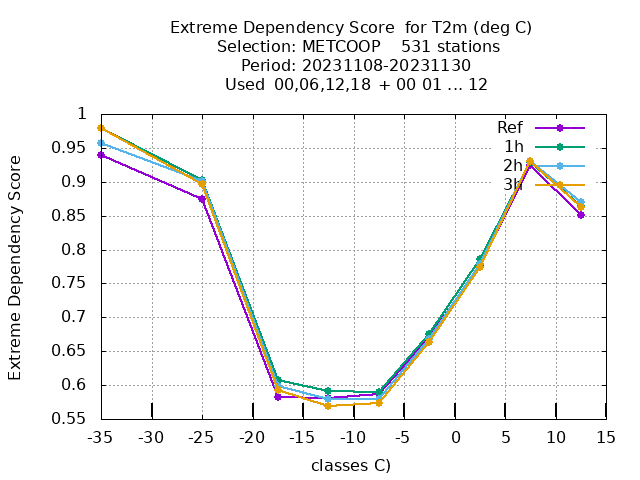 Extreme Dependency Score  for T2m (deg C)
Selection: METCOOP    531 stations
Period: 20231108-20231130
Used  00,06,12,18  + 00 01 ... 12
Extreme Dependency Score
1
0.95
0.9
0.85
0.8
0.75
0.7
0.65
0.6
0.55
Ref
1h
2h
3h
-35 -30 -25 -20 -15 -10 -5 0 5 10 15
classes C)